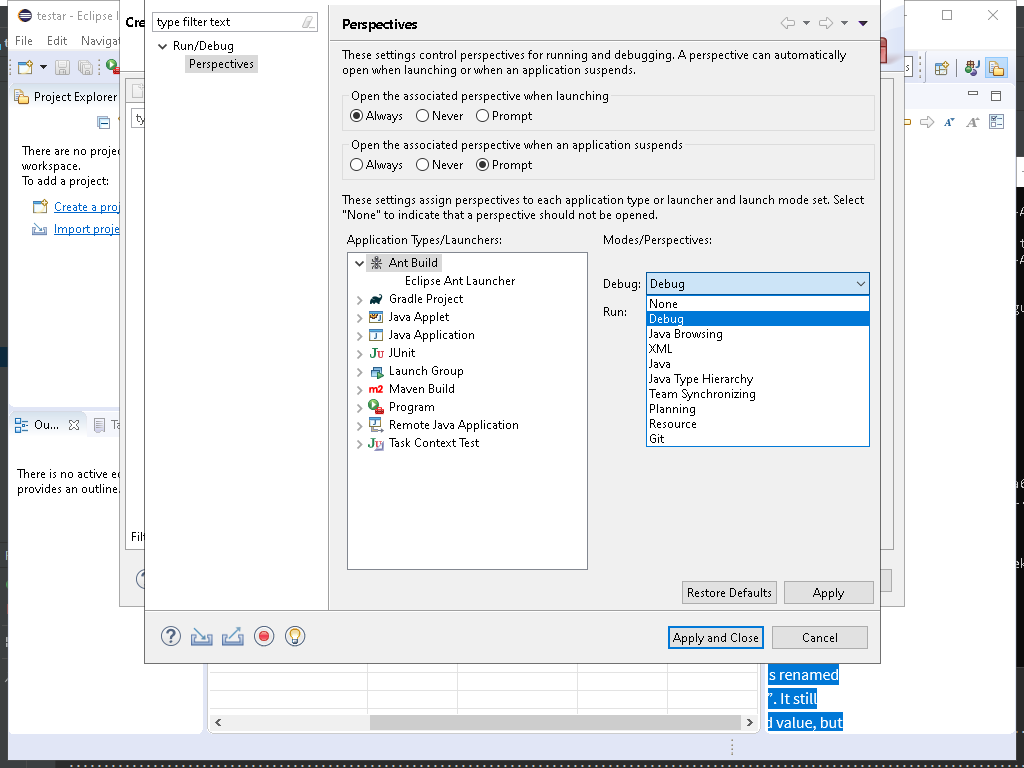 testar - Eclipse I
File Edit Navigat
Project Explorer
There are no projec
workspace.
To add a project:
Create a proj
Import proje
Ou...
Ta
There is no active ed
provides an outline.
Cre
ty
Filt
type filter text
Run/Debug
Perspectives
Perspectives
These settings control perspectives for running and debugging. A perspective can automatically
open when launching or when an application suspends.
Open the associated perspective when launching
Always Never Prompt
Open the associated perspective when an application suspends
Always Never Prompt
These settings assign perspectives to each application type or launcher and launch mode set. Select
"None" to indicate that a perspective should not be opened.
Application Types/Launchers:
Ant Build
Eclipse Ant Launcher
Gradle Project
Java Applet
Java Application
JUnit
Launch Group
m2 Maven Build
Program
Remote Java Application
Task Context Test
Modes/Perspectives:
Debug: Debug
Run:
None
Debug
Java Browsing
XML
Java
Java Type Hierarchy
Team Synchronizing
Planning
Resource
Git
Restore Defaults Apply
Apply and Close Cancel
s renamed
”. It still
d value, but